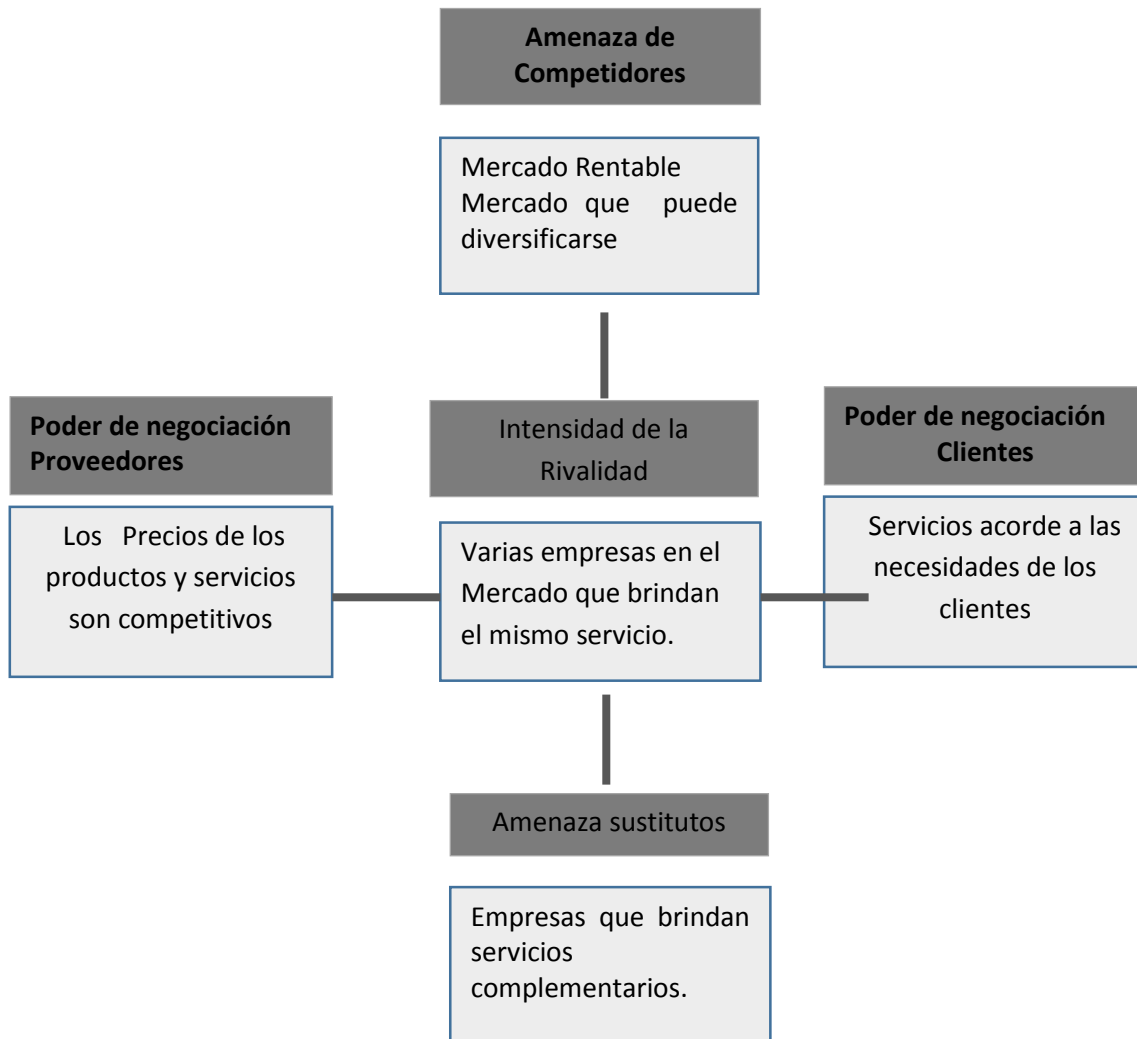 Amenaza de
Competidores
Mercado Rentable
Mercado que puede
diversificarse
Poder de negociación
Proveedores
Los Precios de los
productos y servicios
son competitivos
Intensidad de la
Rivalidad
Varias empresas en el
Mercado que brindan
el mismo servicio.
Poder de negociación
Clientes
Servicios acorde a las
necesidades de los
clientes
Amenaza sustitutos
Empresas que brindan
servicios
complementarios.